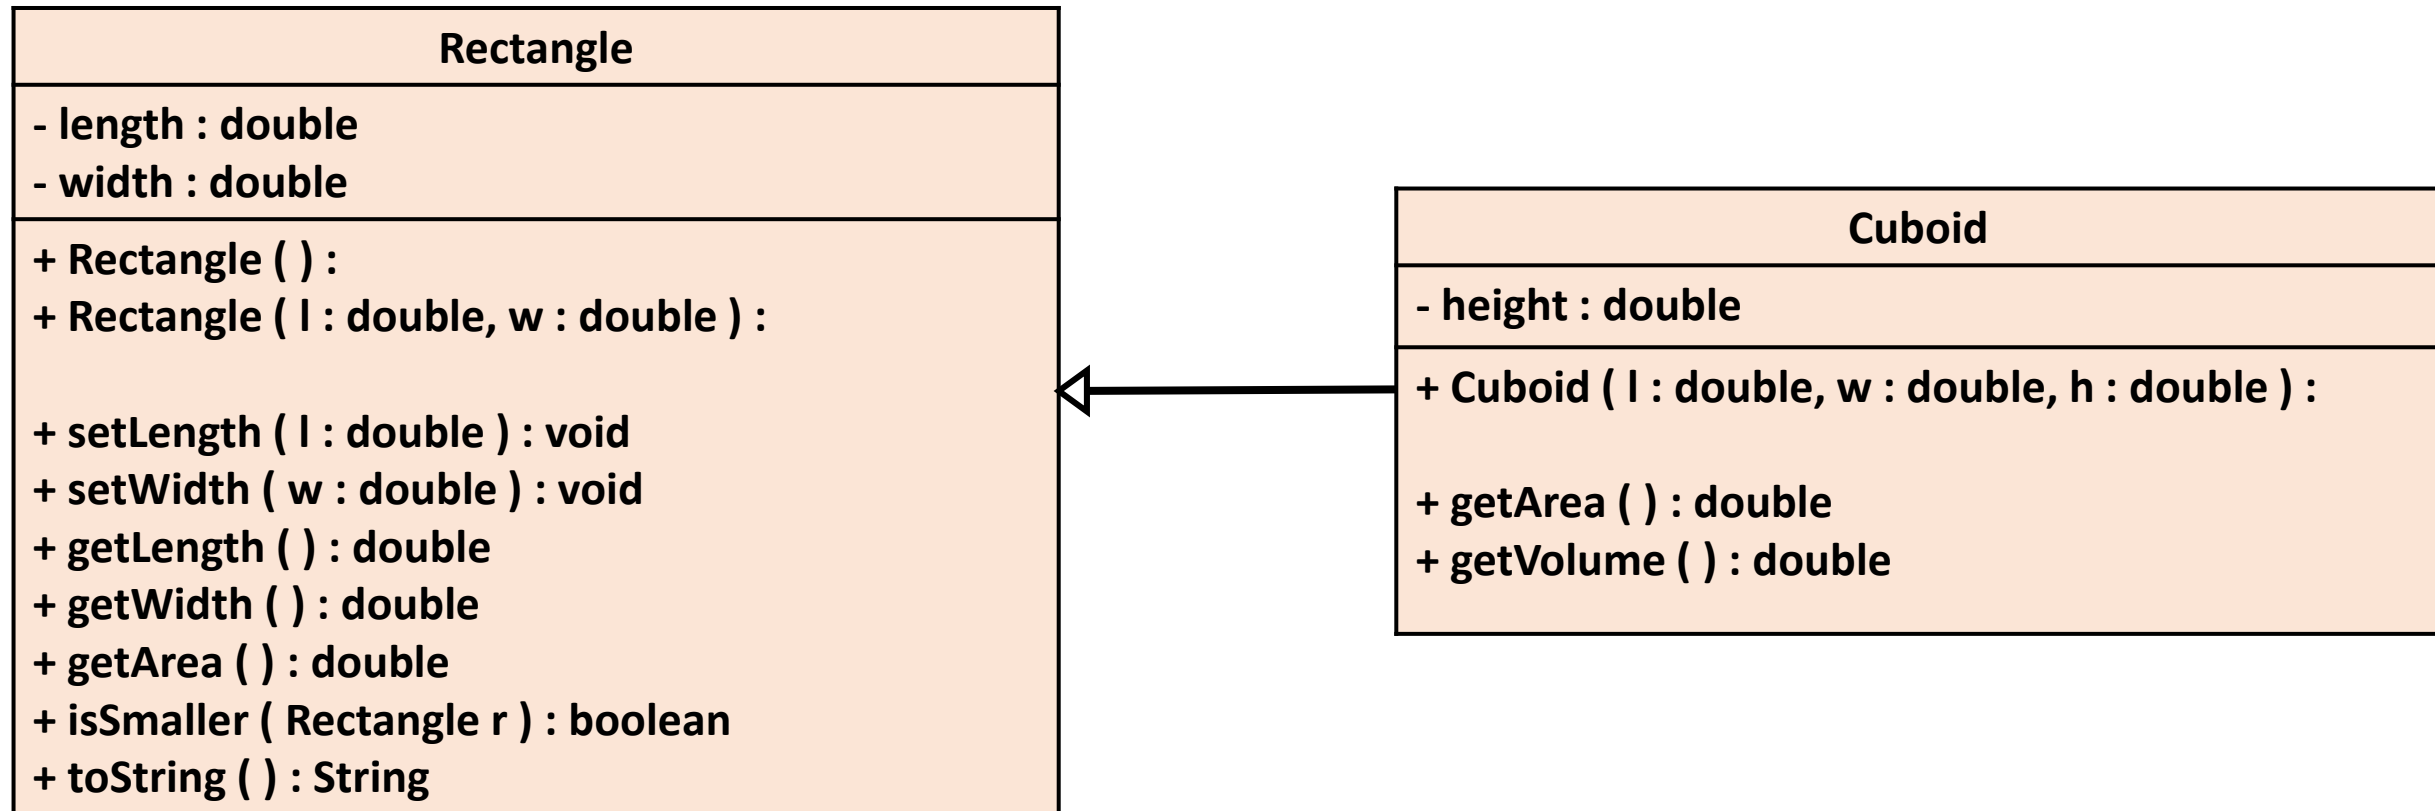 Rectangle
- length : double
- width : double
+ Rectangle ( ) :
+ Rectangle ( l : double, w : double ) :
+ setLength ( l : double ) : void
+ setWidth ( w : double ) : void
+ getLength ( ) : double
+ getWidth ( ) : double
+ getArea ( ) : double
+ isSmaller ( Rectangle r ) : boolean
+ toString ( ) : String
Cuboid
- height : double
+ Cuboid ( l : double, w : double, h : double ) :
+ getArea ( ) : double
+ getVolume ( ) : double